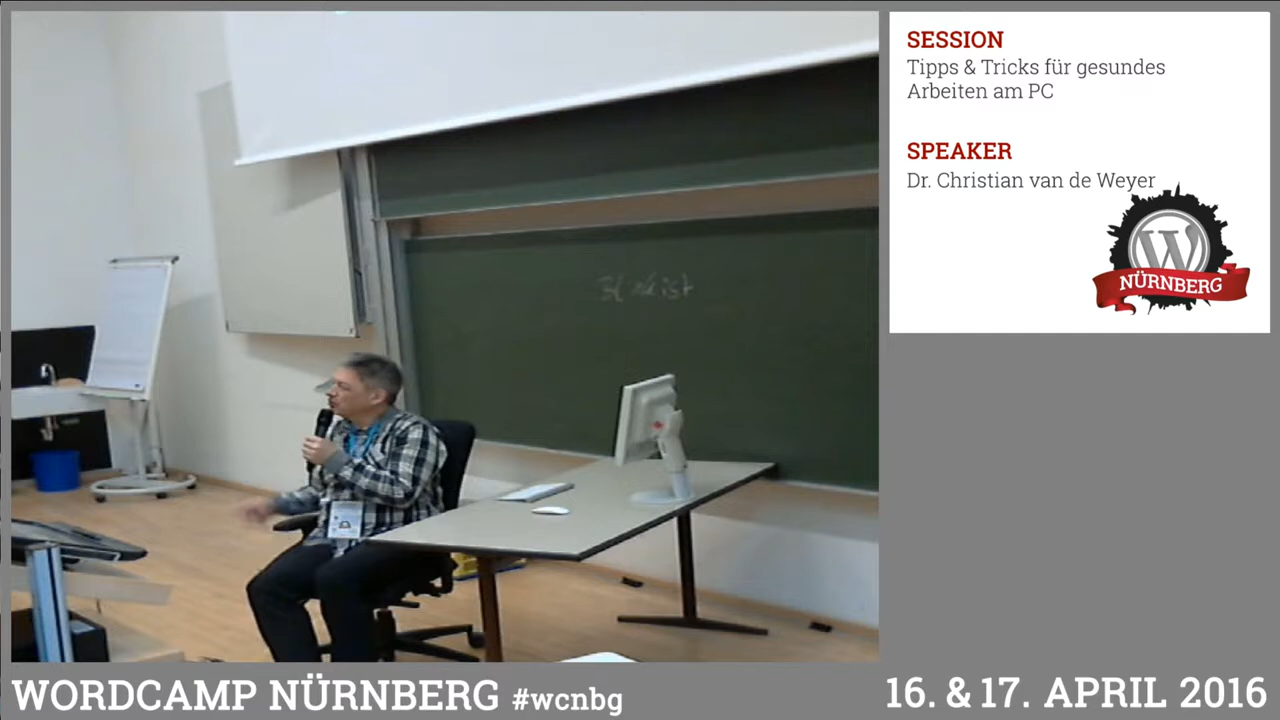 SESSION
Tipps & Tricks für gesundes
Arbeiten am PC
SPEAKER
Dr. Christian van de Weyer
W
NÜRNBERG
WORDCAMP NÜRNBERG #wcnbg
16. & 17. APRIL 2016